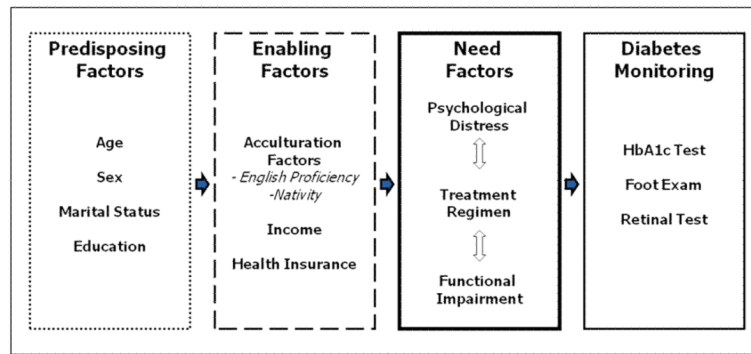 Predisposing
Factors
Age
Sex
Marital Status
Education
Enabling
Factors
Acculturation
Factors
- English Proficiency
-Nativity
Income
Health Insurance
Need
Factors
Psychological
Distress
Treatment
Regimen
Functional
Impairment
Diabetes
Monitoring
HbA1c Test
Foot Exam
Retinal Test